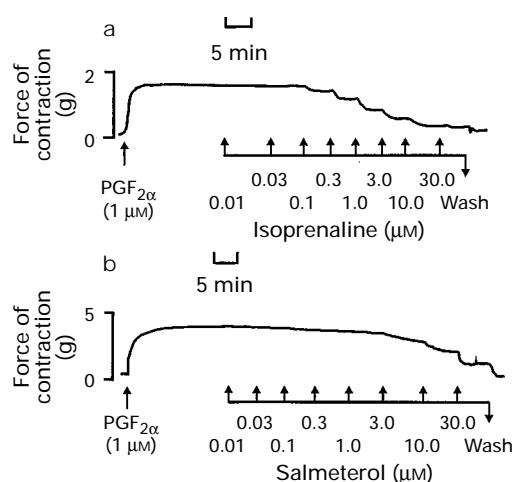 a
5 min
2
0
Force of
contraction
(g)
PGF2α
(1 µM)
0.03 0.3 3.0 30.0
0.01 0.1 1.0 10.0 Wash
Isoprenaline (µM)
b
5 min
5
0
Force of
contraction
(g)
PGF2α
(1 µM)
0.03 0.3 3.0 30.0
0.01 0.1 1.0 10.0 Wash
Salmeterol (µM)